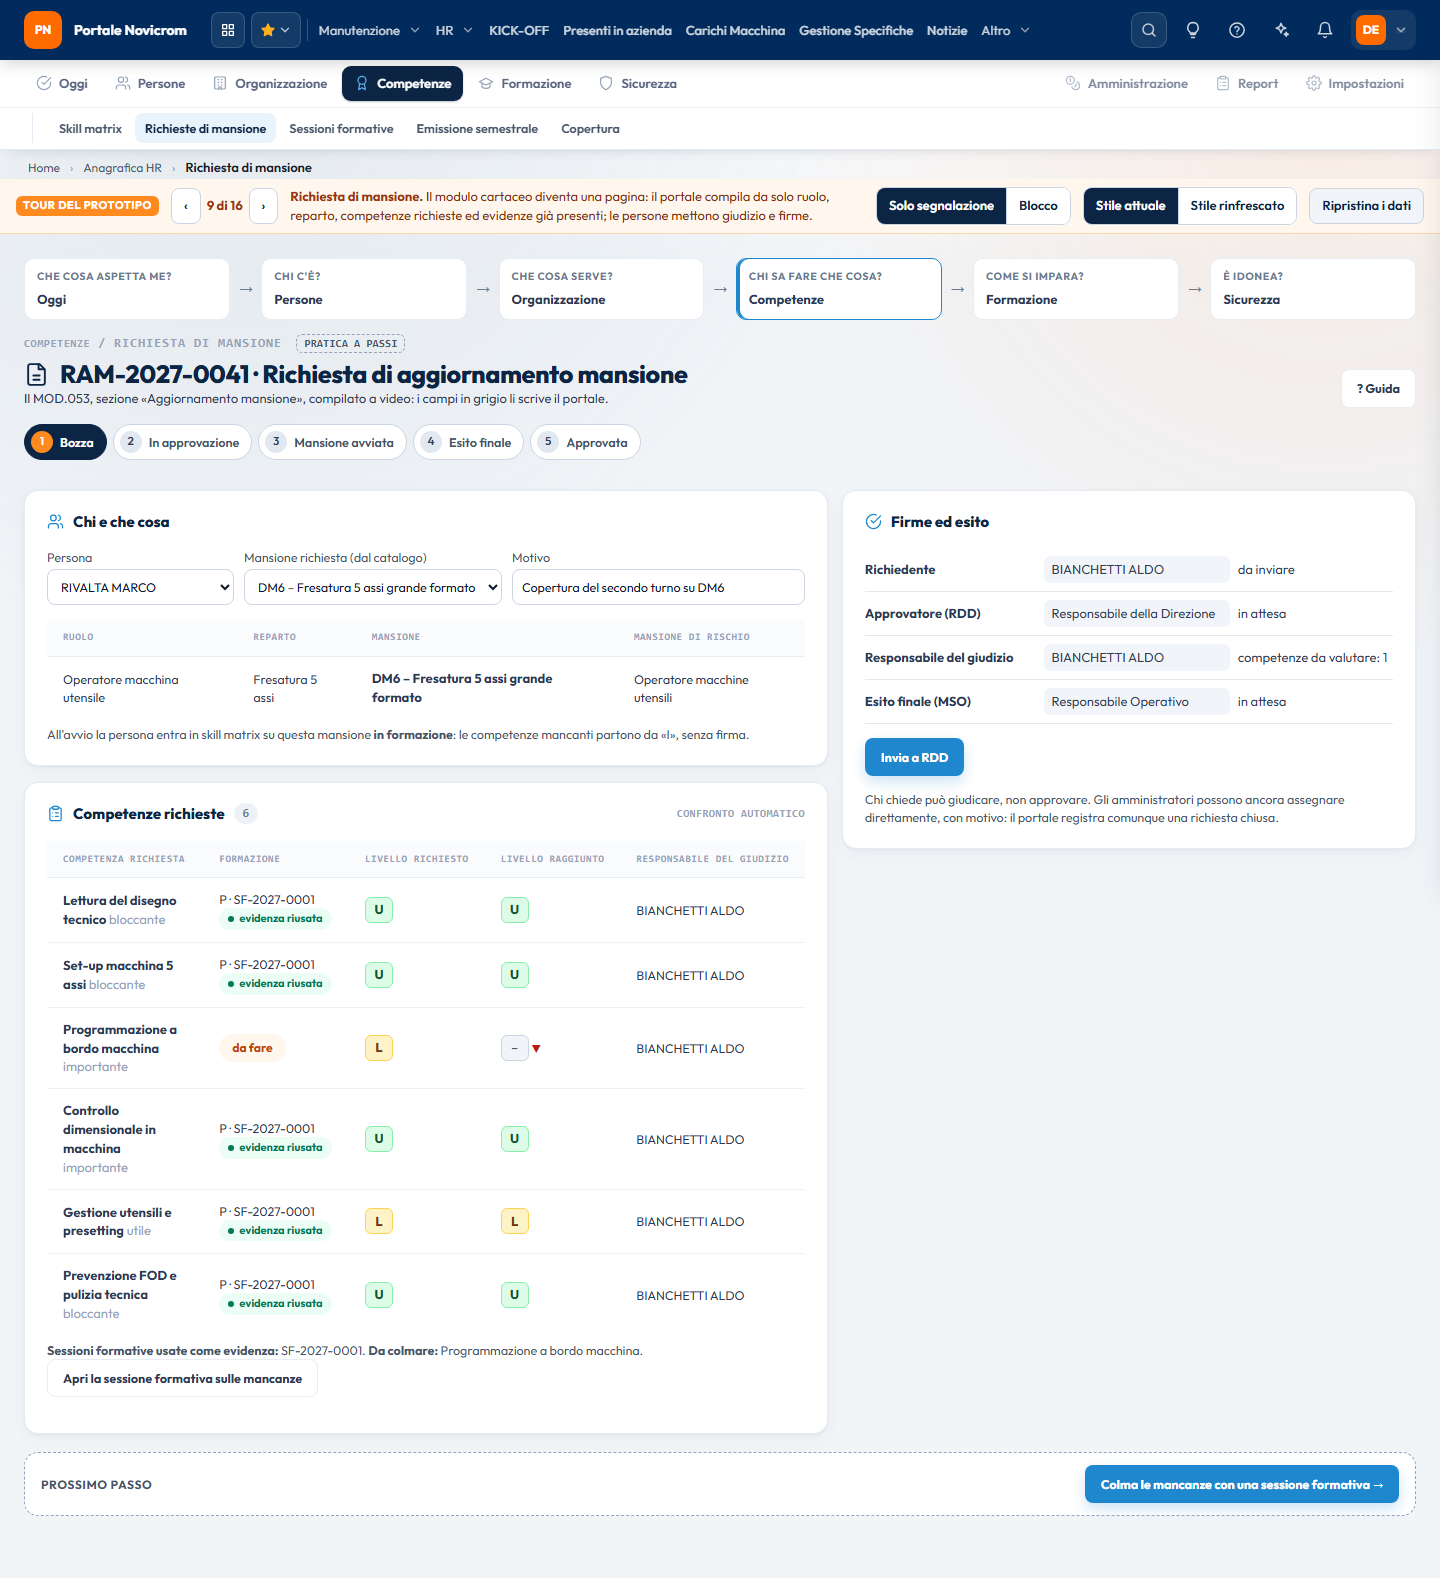 PN Portale Novicrom Manutenzione HR KICK-OFF Presenti in azienda Carichi Macchina Gestione Specifiche Notizie Altro DE
Oggi Persone Organizzazione Competenze Formazione Sicurezza Amministrazione Report Impostazioni
Skill matrix Richieste di mansione Sessioni formative Emissione semestrale Copertura
Home › Anagrafica HR › Richiesta di mansione
TOUR DEL PROTOTIPO ‹ 9 di 16 › Richiesta di mansione. Il modulo cartaceo diventa una pagina: il portale compila da solo ruolo,
reparto, competenze richieste ed evidenze già presenti; le persone mettono giudizio e firme.
Solo segnalazione Blocco Stile attuale Stile rinfrescato Ripristina i dati
CHE COSA ASPETTA ME?
Oggi
→
CHI C'È?
Persone
→
CHE COSA SERVE?
Organizzazione
→
CHI SA FARE CHE COSA?
Competenze
→
COME SI IMPARA?
Formazione
→
È IDONEA?
Sicurezza
COMPETENZE / RICHIESTA DI MANSIONE PRATICA A PASSI
RAM-2027-0041 · Richiesta di aggiornamento mansione
Il MOD.053, sezione «Aggiornamento mansione», compilato a video: i campi in grigio li scrive il portale.
? Guida
1 Bozza 2 In approvazione 3 Mansione avviata 4 Esito finale 5 Approvata
Chi e che cosa
Persona Mansione richiesta (dal catalogo) Motivo
RIVALTA MARCO DM6 – Fresatura 5 assi grande formato Copertura del secondo turno su DM6
RUOLO REPARTO MANSIONE MANSIONE DI RISCHIO
Operatore macchina utensile Fresatura 5 assi DM6 – Fresatura 5 assi grande formato Operatore macchine utensili
All'avvio la persona entra in skill matrix su questa mansione in formazione: le competenze mancanti partono da «I», senza firma.
Firme ed esito
Richiedente BIANCHETTI ALDO da inviare
Approvatore (RDD) Responsabile della Direzione in attesa
Responsabile del giudizio BIANCHETTI ALDO competenze da valutare: 1
Esito finale (MSO) Responsabile Operativo in attesa
Invia a RDD
Chi chiede può giudicare, non approvare. Gli amministratori possono ancora assegnare
direttamente, con motivo: il portale registra comunque una richiesta chiusa.
Competenze richieste 6 CONFRONTO AUTOMATICO
COMPETENZA RICHIESTA FORMAZIONE LIVELLO RICHIESTO LIVELLO RAGGIUNTO RESPONSABILE DEL GIUDIZIO
Lettura del disegno tecnico bloccante P · SF-2027-0001 evidenza riusata U U BIANCHETTI ALDO
Set-up macchina 5 assi bloccante P · SF-2027-0001 evidenza riusata U U BIANCHETTI ALDO
Programmazione a bordo macchina importante da fare L – ▼ BIANCHETTI ALDO
Controllo dimensionale in macchina importante P · SF-2027-0001 evidenza riusata U U BIANCHETTI ALDO
Gestione utensili e presetting utile P · SF-2027-0001 evidenza riusata L L BIANCHETTI ALDO
Prevenzione FOD e pulizia tecnica bloccante P · SF-2027-0001 evidenza riusata U U BIANCHETTI ALDO
Sessioni formative usate come evidenza: SF-2027-0001. Da colmare: Programmazione a bordo macchina.
Apri la sessione formativa sulle mancanze
PROSSIMO PASSO Colma le mancanze con una sessione formativa →